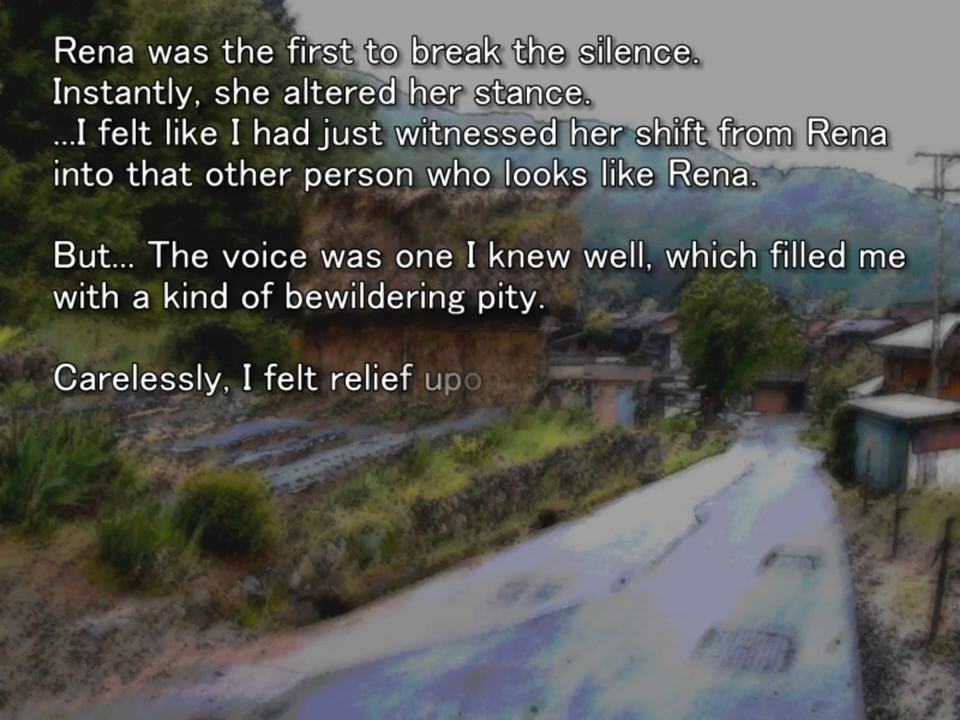 Rena was the first to break the silence.
Instantly, she altered her stance.
...I felt like I had just witnessed her shift from Rena
into that other person who looks like Rena.
But... The voice was one I knew well, which filled me
with a kind of bewildering pity.
Carelessly, I felt relief upo